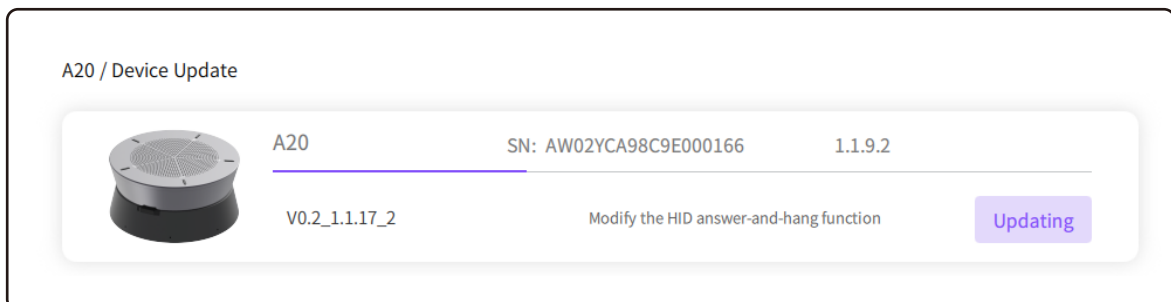 A20 / Device Update
A20 SN: AW02YCA98C9E000166 1.1.9.2
V0.2_1.1.17_2 Modify the HID answer-and-hang function Updating